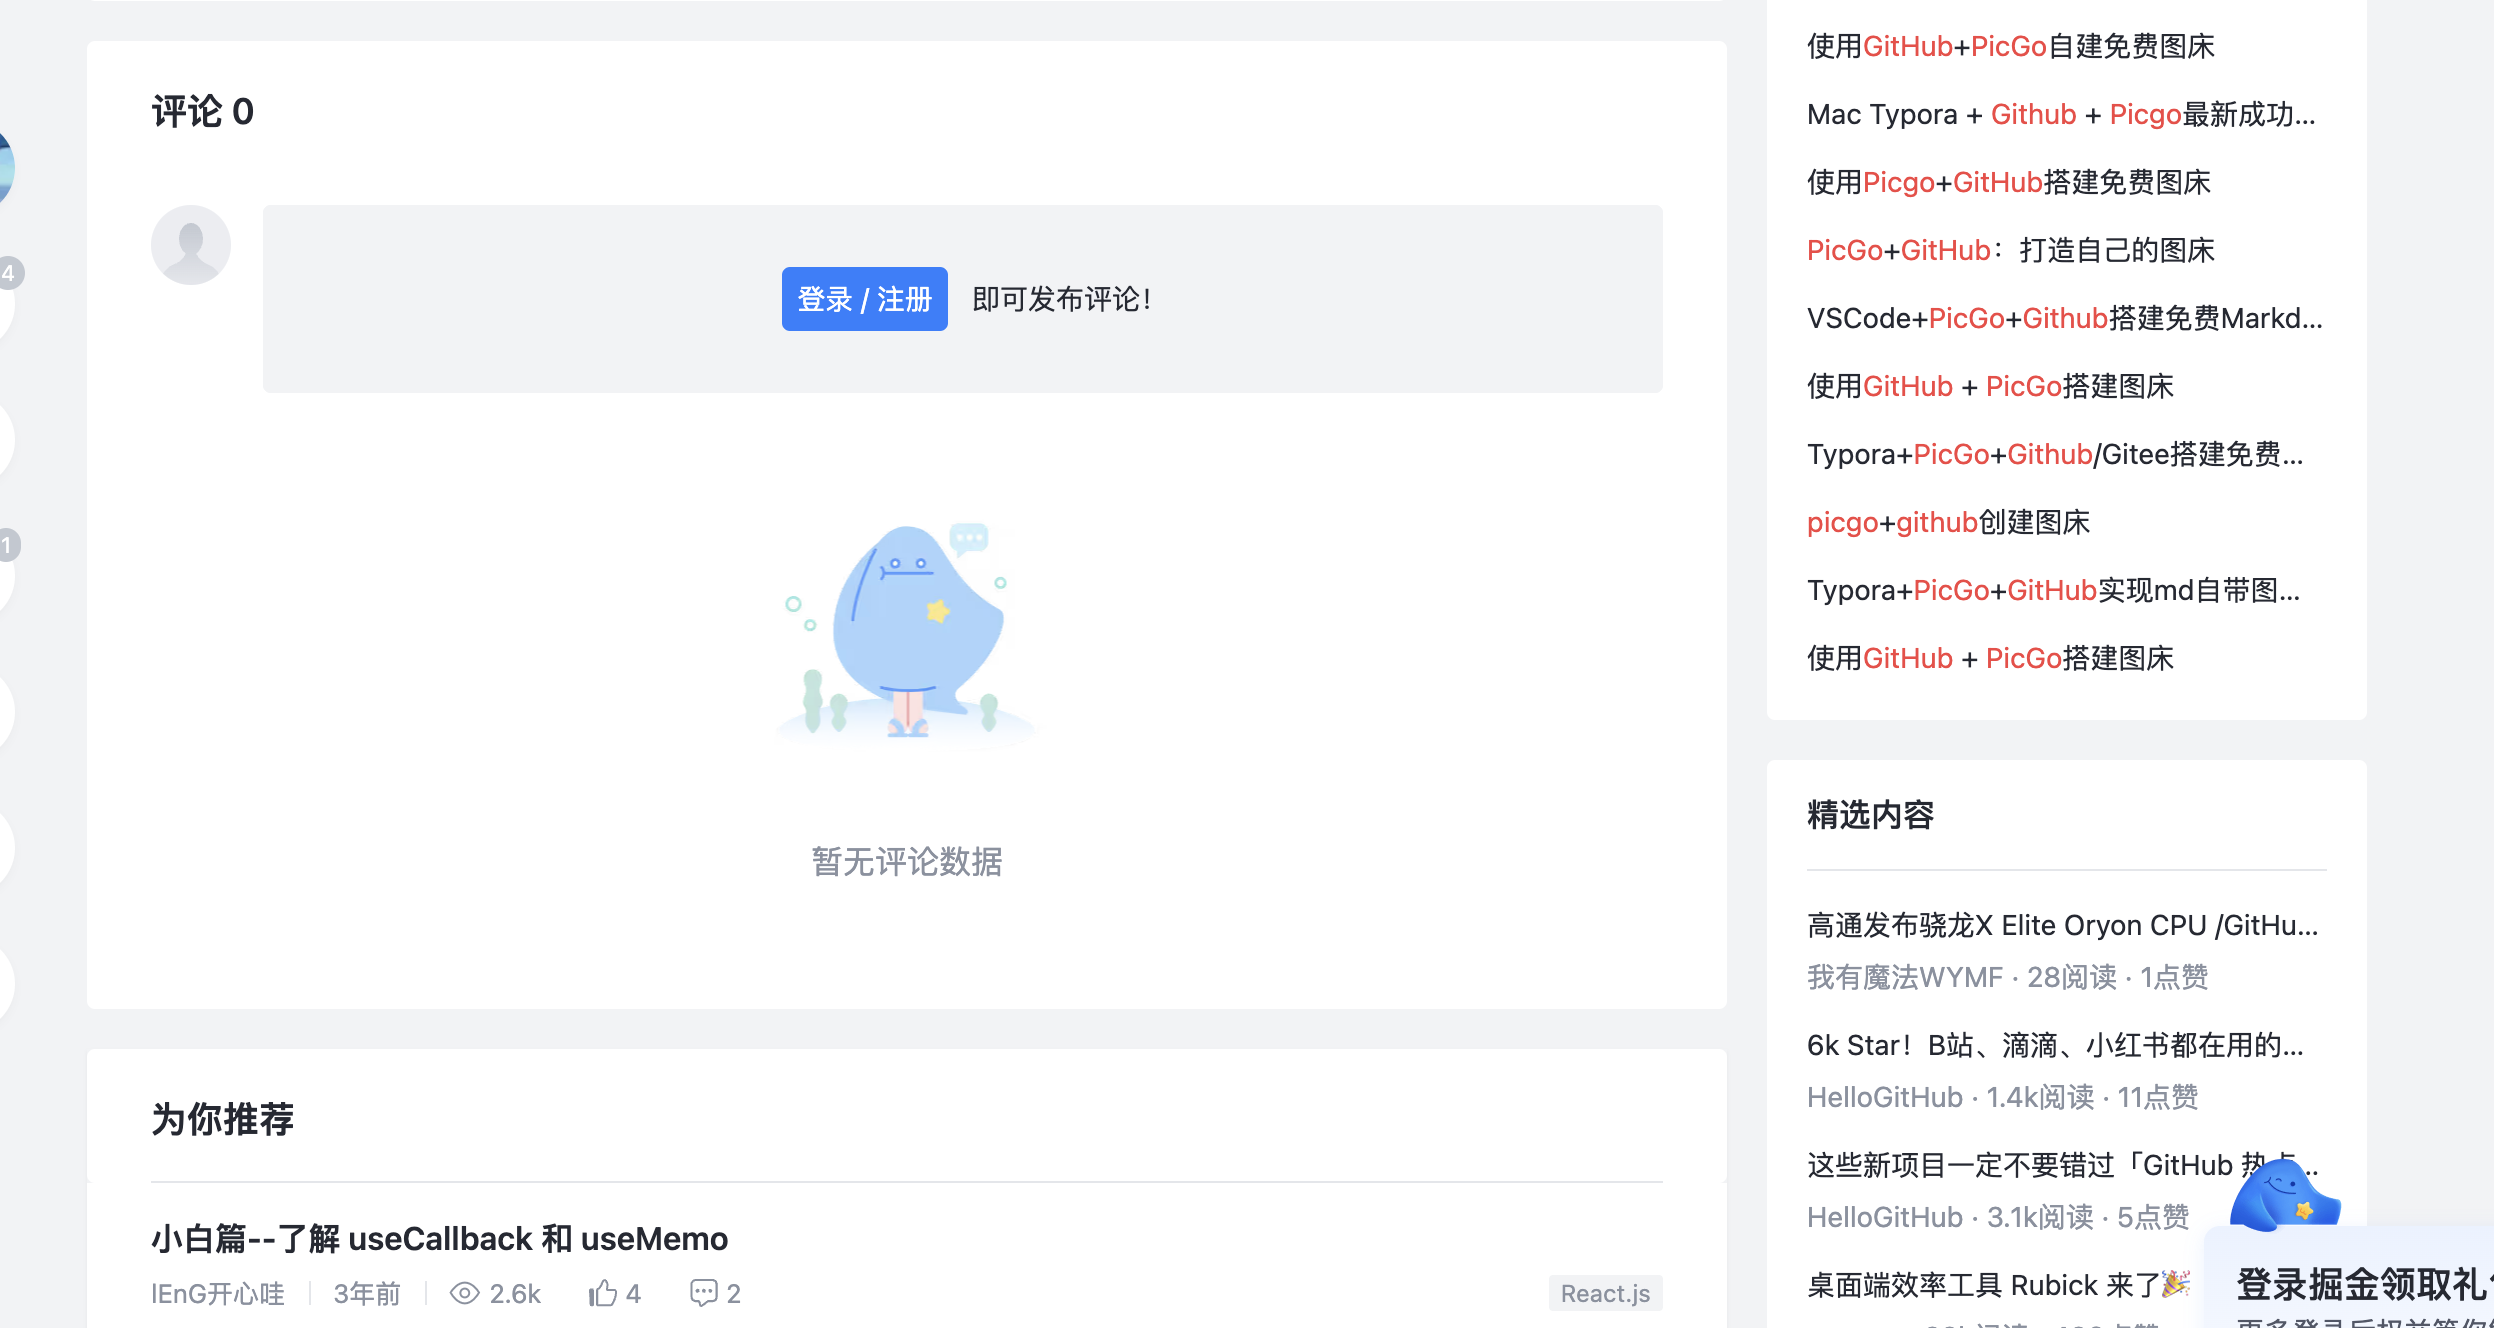 4
1
评论 0
登录 / 注册 即可发布评论！
暂无评论数据
为你推荐
小白篇--了解 useCallback 和 useMemo
lEnG开心哇 3年前 2.6k 4 2 React.js
使用GitHub+PicGo自建免费图床
Mac Typora + Github + Picgo最新成功...
使用Picgo+GitHub搭建免费图床
PicGo+GitHub：打造自己的图床
VSCode+PicGo+Github搭建免费Markd...
使用GitHub + PicGo搭建图床
Typora+PicGo+Github/Gitee搭建免费...
picgo+github创建图床
Typora+PicGo+GitHub实现md自带图...
使用GitHub + PicGo搭建图床
精选内容
高通发布骁龙X Elite Oryon CPU /GitHu...
我有魔法WYMF · 28阅读 · 1点赞
6k Star！B站、滴滴、小红书都在用的...
HelloGitHub · 1.4k阅读 · 11点赞
这些新项目一定不要错过「GitHub 热点...
HelloGitHub · 3.1k阅读 · 5点赞
桌面端效率工具 Rubick 来了🎉
登录掘金领取礼